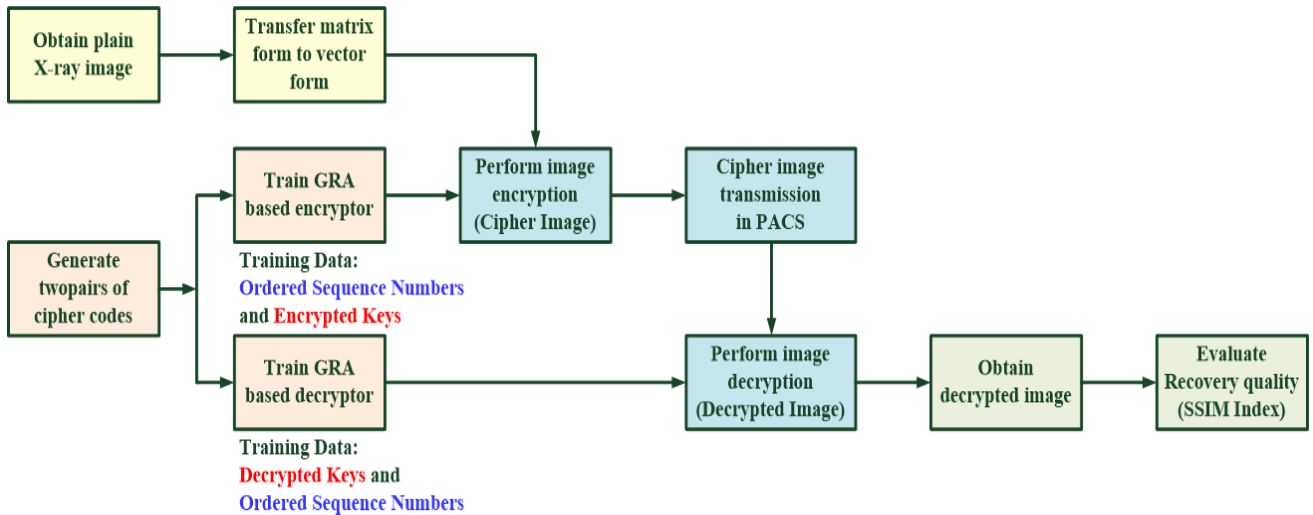 Obtain plain
X-ray image
Transfer matrix
form to vector
form
Train GRA
based encryptor
Perform image
encryption
(Cipher Image)
Cipher image
transmission
in PACS
Generate
twopairs of
cipher codes
Training Data:
Ordered Sequence Numbers
and Encrypted Keys
Train GRA
based decryptor
Perform image
decryption
(Decrypted Image)
Obtain
decrypted image
Evaluate
Recovery quality
(SSIM Index)
Training Data:
Decrypted Keys and
Ordered Sequence Numbers